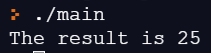 > ./main
The result is 25